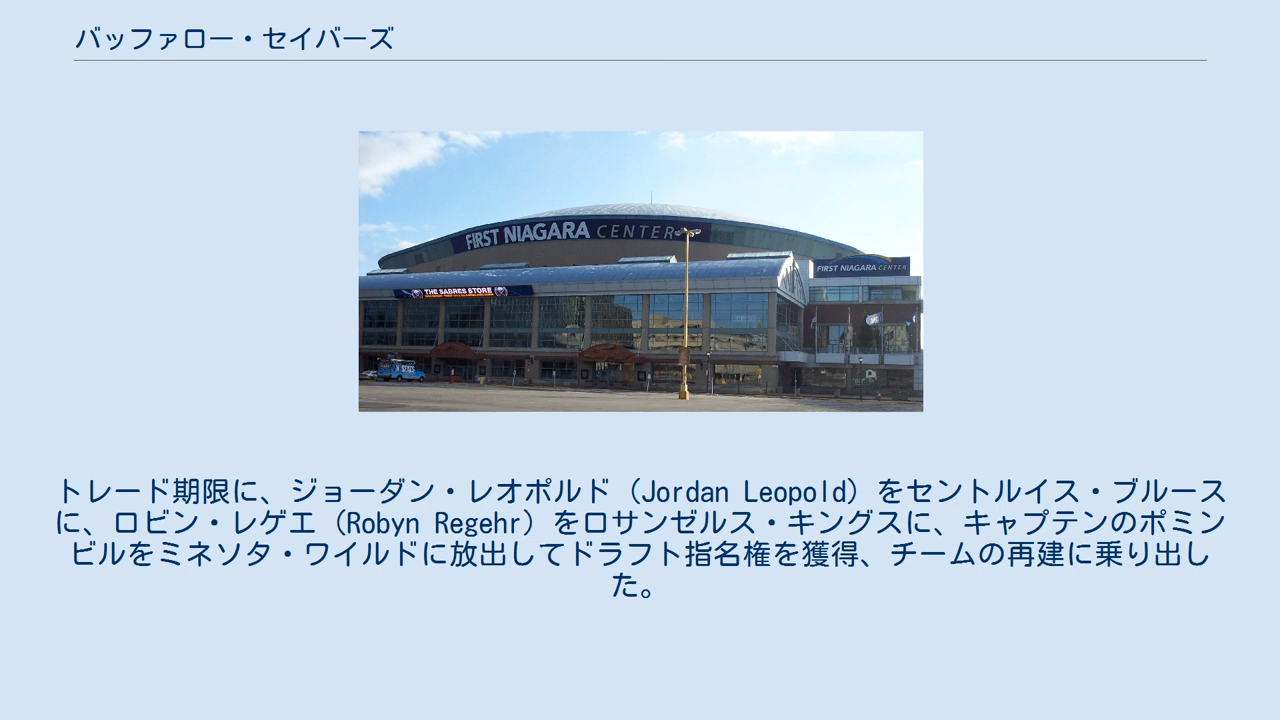 バッファロー・セイバーズ
FIRST NIAGARA CENTER
FIRST NIAGARA CENTER
THE SABRES STORE
トレード期限に、ジョーダン・レオポルド（Jordan Leopold）をセントルイス・ブルース
に、ロビン・レゲエ（Robyn Regehr）をロサンゼルス・キングスに、キャプテンのポミン
ビルをミネソタ・ワイルドに放出してドラフト指名権を獲得、チームの再建に乗り出し
た。